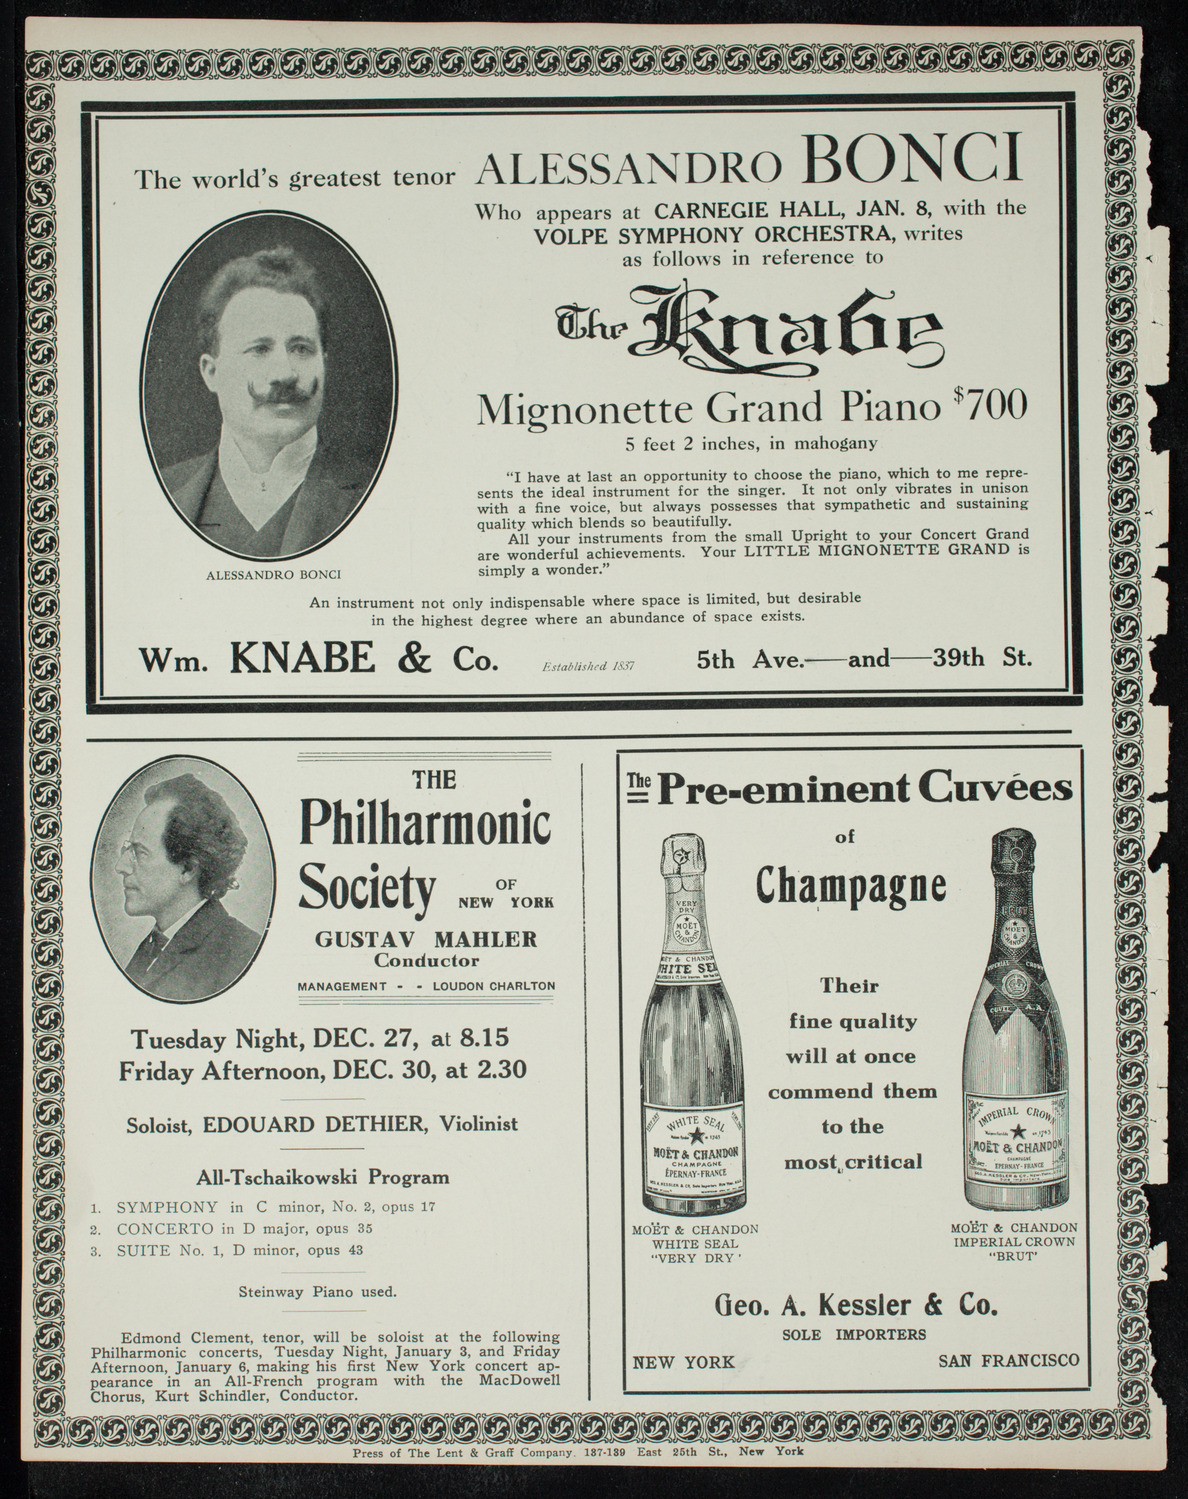 The world's greatest tenor ALESSANDRO BONCI
Who appears at CARNEGIE HALL, JAN. 8, with the
VOLPE SYMPHONY ORCHESTRA, writes
as follows in reference to
The Knabe
Mignonette Grand Piano $700
5 feet 2 inches, in mahogany
"I have at last an opportunity to choose the piano, which to me repre-
sents the ideal instrument for the singer. It not only vibrates in unison
with a fine voice, but always possesses that sympathetic and sustaining
quality which blends so beautifully.
All your instruments from the small Upright to your Concert Grand
are wonderful achievements. Your LITTLE MIGNONETTE GRAND is
simply a wonder."
ALESSANDRO BONCI
An instrument not only indispensable where space is limited, but desirable
in the highest degree where an abundance of space exists.
Wm. KNABE & Co. Established 1837 5th Ave.—and—39th St.
THE
Philharmonic
Society OF
NEW YORK
GUSTAV MAHLER
Conductor
MANAGEMENT - - LOUDON CHARLTON
Tuesday Night, DEC. 27, at 8.15
Friday Afternoon, DEC. 30, at 2.30
Soloist, EDOUARD DETHIER, Violinist
All-Tschaikowski Program
1. SYMPHONY in C minor, No. 2, opus 17
2. CONCERTO in D major, opus 35
3. SUITE No. 1, D minor, opus 43
Steinway Piano used.
Edmond Clement, tenor, will be soloist at the following
Philharmonic concerts, Tuesday Night, January 3, and Friday
Afternoon, January 6, making his first New York concert ap-
pearance in an All-French program with the MacDowell
Chorus, Kurt Schindler, Conductor.
The Pre-eminent Cuvées
of
Champagne
Their
fine quality
will at once
commend them
to the
most critical
VERY
DRY
MOËT
&
CHANDON
WHITE SEAL
MOËT & CHANDON
CHAMPAGNE
ÉPERNAY-FRANCE
BRUT
MOËT
&
CHANDON
IMPERIAL CROWN
CUVÉE A.A.
IMPERIAL CROWN
MOËT & CHANDON
CHAMPAGNE
EPERNAY-FRANCE
MOËT & CHANDON
WHITE SEAL
"VERY DRY'
MOËT & CHANDON
IMPERIAL CROWN
"BRUT'
Geo. A. Kessler & Co.
SOLE IMPORTERS
NEW YORK SAN FRANCISCO
Press of The Lent & Graff Company. 137-139 East 25th St., New York